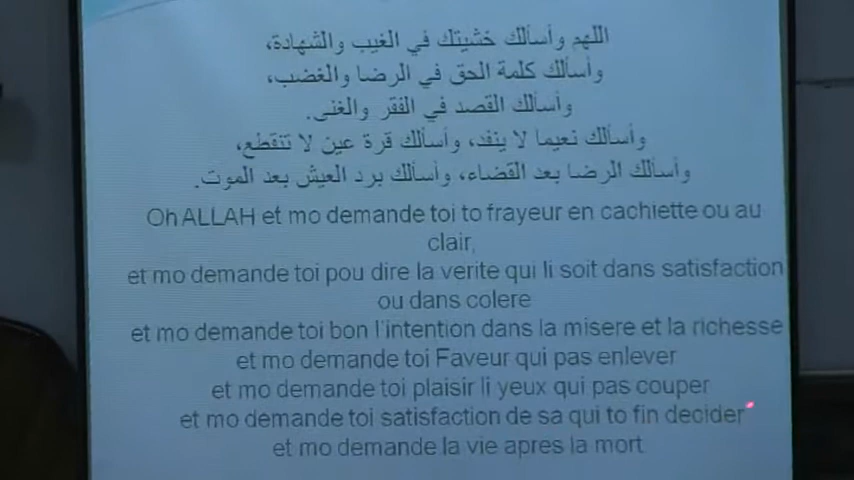 اللهم وأسألك خشيتك في الغيب والشهادة،
وأسألك كلمة الحق في الرضا والغضب،
وأسألك القصد في الفقر والغنى.
وأسألك نعيما لا ينفد، وأسألك قرة عين لا تنقطع،
وأسألك الرضا بعد القضاء، وأسألك برد العيش بعد الموت.
Oh ALLAH et mo demande toi to frayeur en cachiette ou au
clair,
et mo demande toi pou dire la verite qui li soit dans satisfaction
ou dans colere
et mo demande toi bon l'intention dans la misere et la richesse
et mo demande toi Faveur qui pas enlever
et mo demande toi plaisir li yeux qui pas couper
et mo demande toi satisfaction de sa qui to fin decider
et mo demande la vie apres la mort